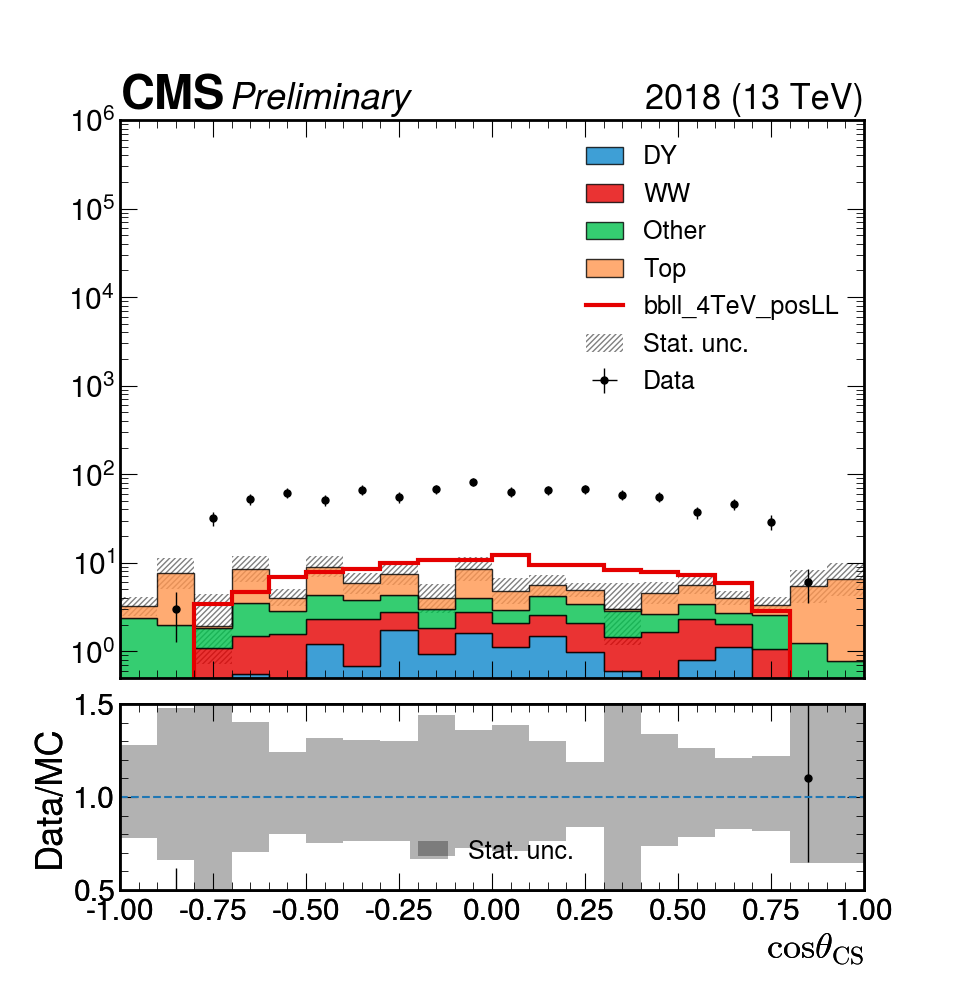 CMS Preliminary 2018 (13 TeV)
10^6
10^5
10^4
10^3
10^2
10^1
10^0
DY
WW
Other
Top
bbll_4TeV_posLL
Stat. unc.
Data
Data/MC
1.5
1.0
0.5
Stat. unc.
-1.00 -0.75 -0.50 -0.25 0.00 0.25 0.50 0.75 1.00
cosθ_CS